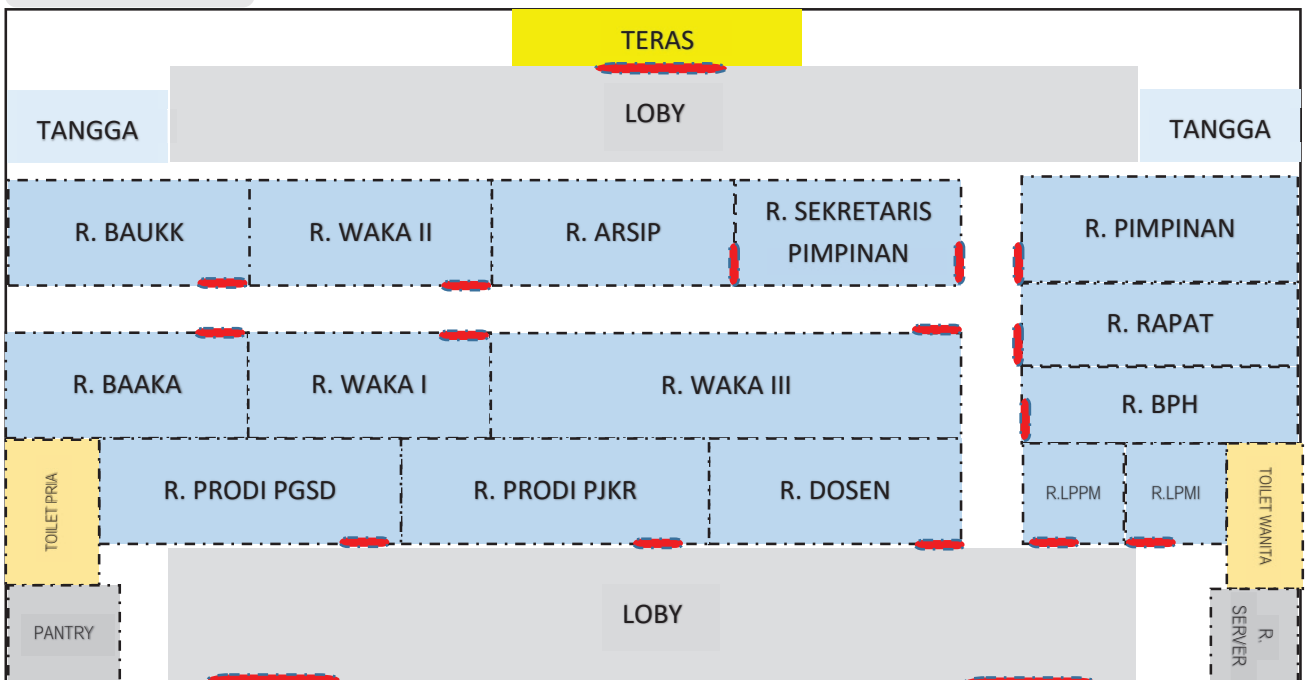 TERAS
LOBY
TANGGA
TANGGA
R. BAUKK
R. WAKA II
R. ARSIP
R. SEKRETARIS
PIMPINAN
R. PIMPINAN
R. RAPAT
R. BAAKA
R. WAKA I
R. WAKA III
R. BPH
TOILET PRIA
R. PRODI PGSD
R. PRODI PJKR
R. DOSEN
R.LPPM
R.LPMI
TOILET WANITA
PANTRY
LOBY
R.
SERVER